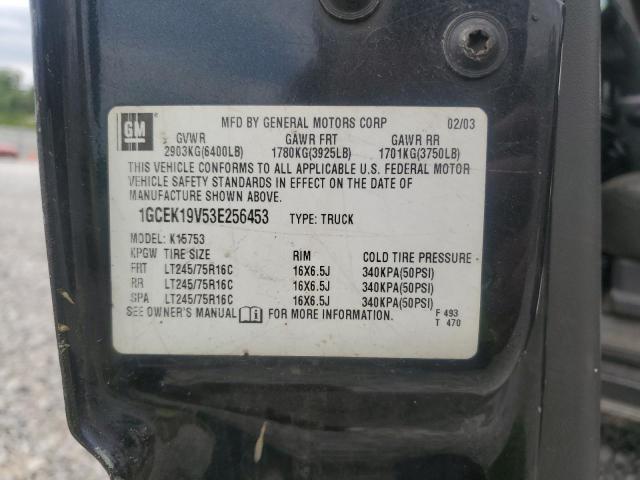 GM
MFD BY GENERAL MOTORS CORP 02/03
GVWR GAWR FRT GAWR RR
2903KG(6400LB) 1780KG(3925LB) 1701KG(3750LB)
THIS VEHICLE CONFORMS TO ALL APPLICABLE U.S. FEDERAL MOTOR
VEHICLE SAFETY STANDARDS IN EFFECT ON THE DATE OF
MANUFACTURE SHOWN ABOVE.
1GCEK19V53E256453 TYPE: TRUCK
MODEL: K15753
KPGW TIRE SIZE RIM COLD TIRE PRESSURE
FRT LT245/75R16C 16X6.5J 340KPA(50PSI)
RR LT245/75R16C 16X6.5J 340KPA(50PSI)
SPA LT245/75R16C 16X6.5J 340KPA(50PSI)
SEE OWNER'S MANUAL i FOR MORE INFORMATION. F 493
T 470